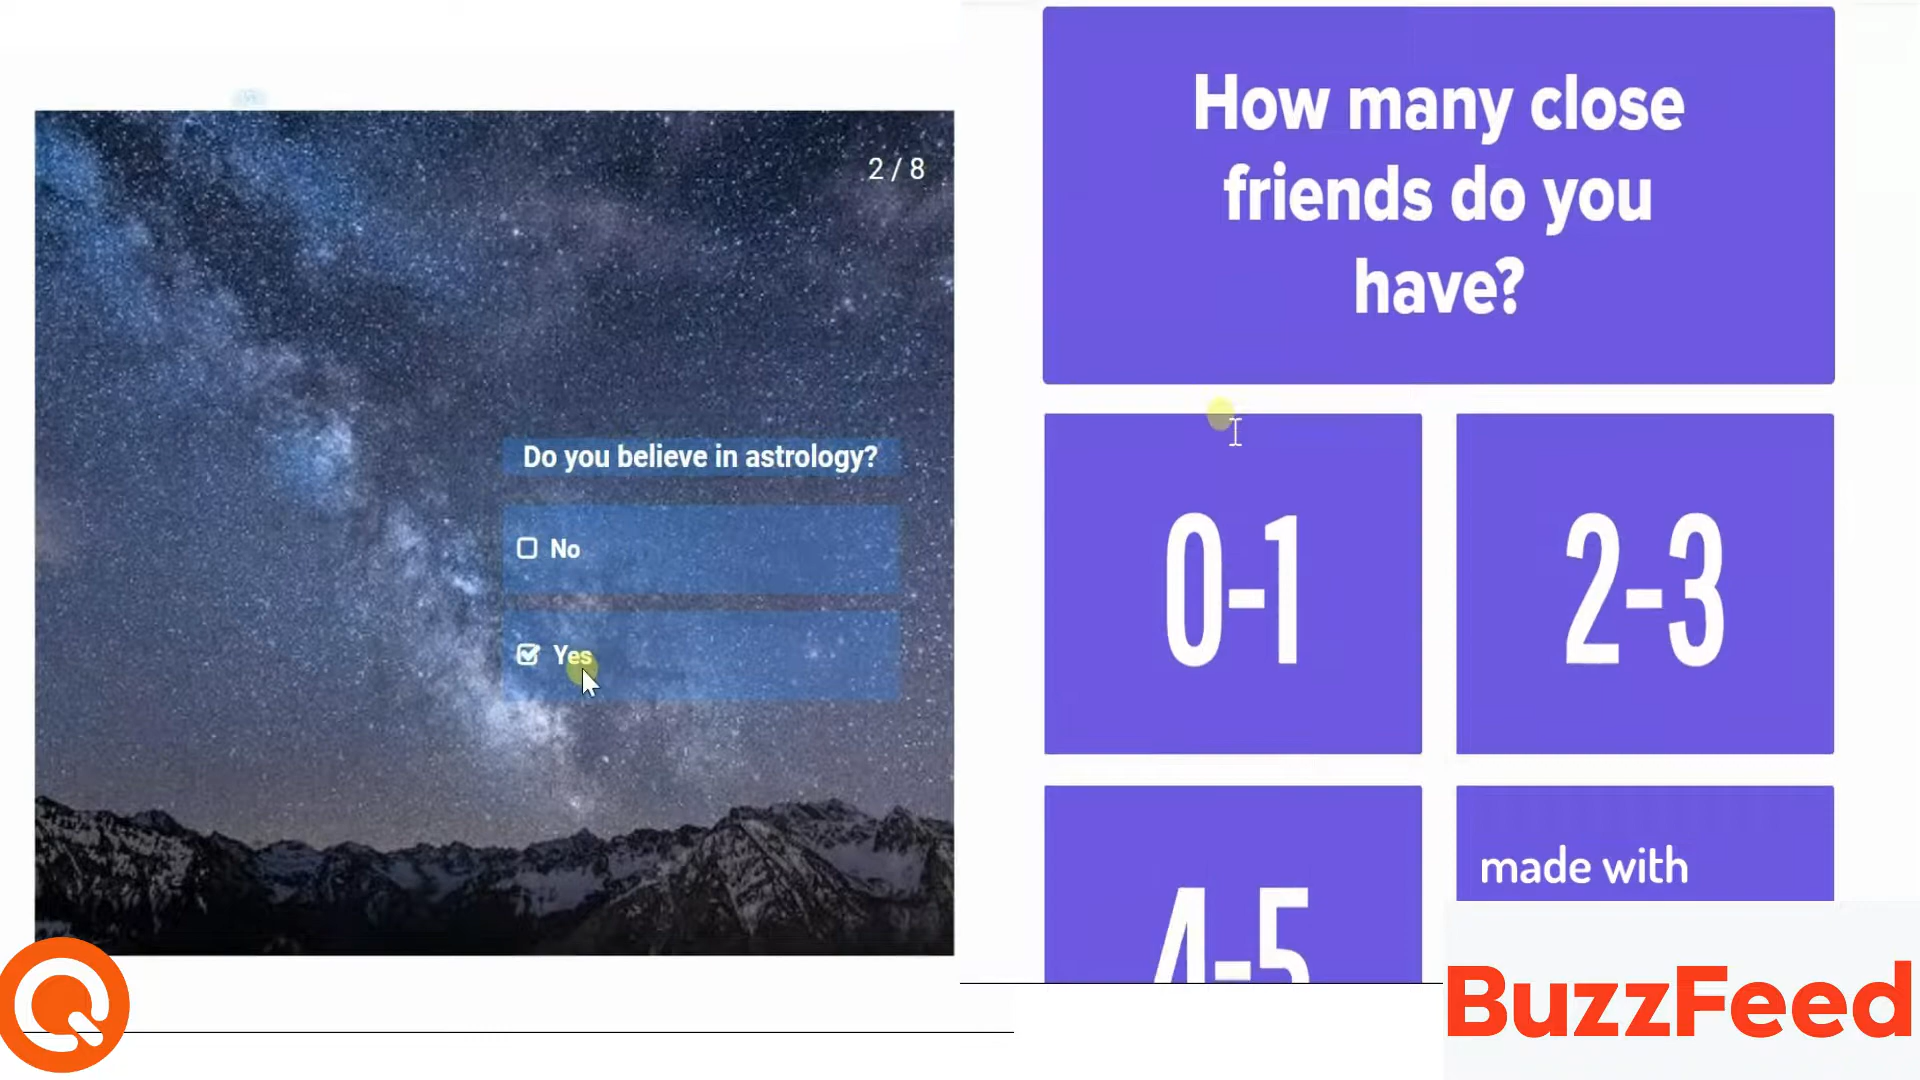 2 / 8
Do you believe in astrology?
No
Yes
How many close
friends do you
have?
0-1
2-3
4-5
made with
BuzzFeed